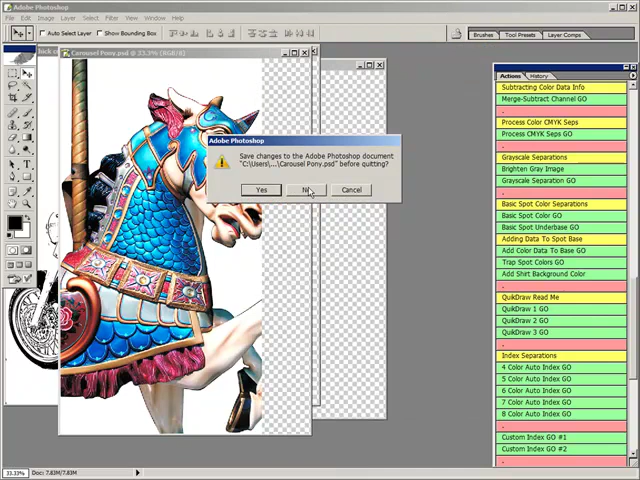 Adobe Photoshop
File Edit Image Layer Select Filter View Window Help
Auto Select Layer Show Bounding Box
Brushes Tool Presets Layer Comps
Carousel Pony.psd @ 33.3% (RGB/8)
Actions History
Subtracting Color Data Info
Merge-Subtract Channel GO
.
Process Color CMYK Seps
Process CMYK Seps GO
.
Grayscale Separations
Brighten Gray Image
Grayscale Separation GO
.
Basic Spot Color Separations
Basic Spot Color GO
Basic Spot Underbase GO
Adding Data To Spot Base
Add Color Data Base GO
Trap Spot Colors GO
Add Shirt Background Color
.
QuikDraw Read Me
QuikDraw 1 GO
QuikDraw 2 GO
QuikDraw 3 GO
.
Index Separations
4 Color Auto Index GO
5 Color Auto Index GO
6 Color Auto Index GO
7 Color Auto Index GO
8 Color Auto Index GO
.
Custom Index GO #1
Custom Index GO #2
.
Adobe Photoshop
Save changes to the Adobe Photoshop document
"C:\Users\...\Carousel Pony.psd" before quitting?
Yes No Cancel
33.33% Doc: 7.83M/7.83M